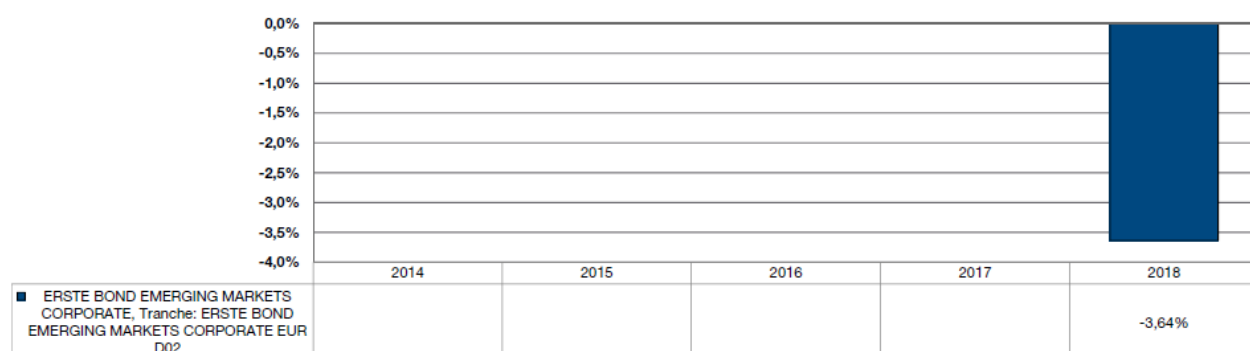 0,0%
-0,5%
-1,0%
-1,5%
-2,0%
-2,5%
-3,0%
-3,5%
-4,0%
2014 2015 2016 2017 2018
ERSTE BOND EMERGING MARKETS
CORPORATE, Tranche: ERSTE BOND
EMERGING MARKETS CORPORATE EUR
D02
-3,64%